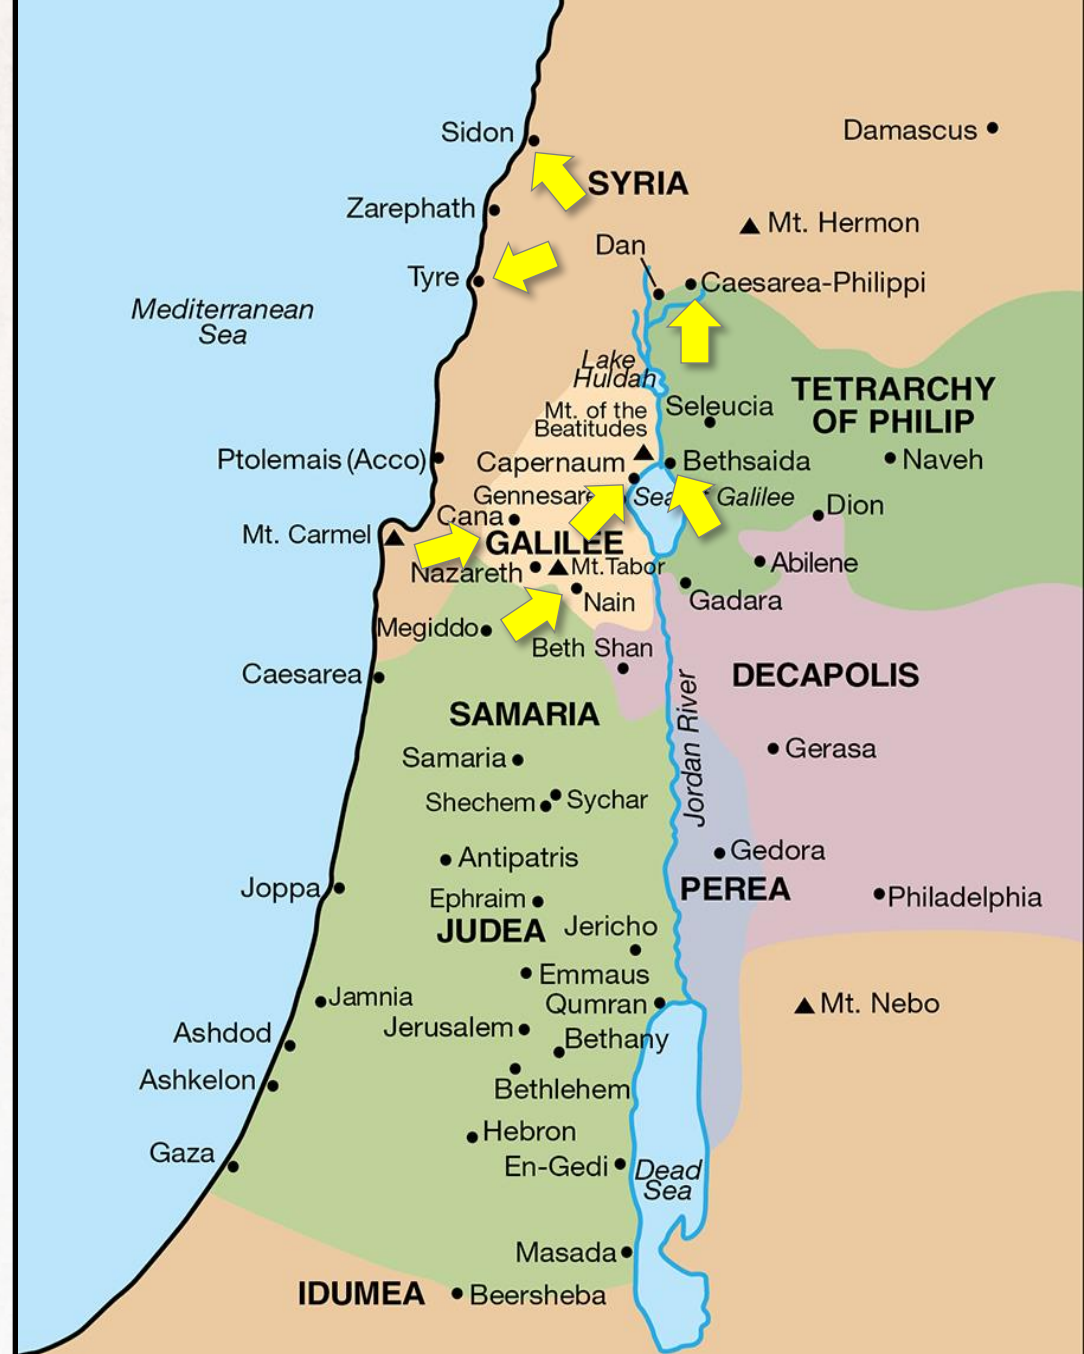 Sidon
Damascus
SYRIA
Zarephath
Mt. Hermon
Dan
Tyre
Caesarea-Philippi
Mediterranean
Sea
Lake
Huldah
TETRARCHY
OF PHILIP
Mt. of the
Beatitudes
Seleucia
Ptolemais (Acco)
Capernaum
Bethsaida
Naveh
Gennesare
Sea
Galilee
Dion
Cana
Mt. Carmel
GALILEE
Abilene
Nazareth
Mt. Tabor
Nain
Gadara
Megiddo
Beth Shan
Caesarea
DECAPOLIS
SAMARIA
Jordan River
Samaria
Gerasa
Shechem
Sychar
Antipatris
Gedora
Joppa
Ephraim
PEREA
Philadelphia
JUDEA
Jericho
Emmaus
Jamnia
Qumran
Mt. Nebo
Ashdod
Jerusalem
Bethany
Ashkelon
Bethlehem
Hebron
Gaza
En-Gedi
Dead
Sea
Masada
IDUMEA
Beersheba